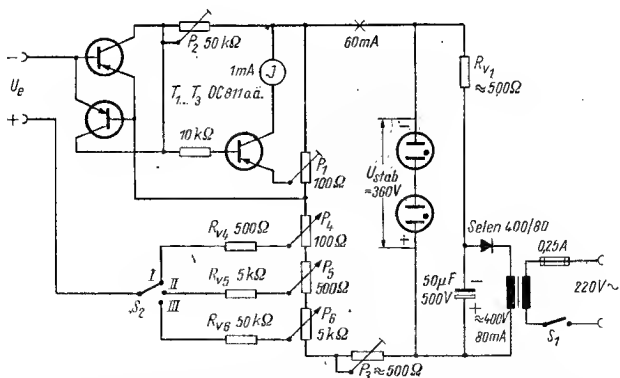 P2 50kΩ
60mA
1mA J
T1...T3 OC811 o.ä.
Rv1
≈500Ω
−
Ue
+
10kΩ
P1
100Ω
Ustab
≈360V
−
+
Rv4 500Ω
P4
100Ω
Selen 400/80
0,25A
I
II
III
Rv5 5kΩ
P5
500Ω
S2
Rv6 50kΩ
P6
5kΩ
50µF
500V
−
+
≈400V
80mA
220V~
S1
P3≈500Ω